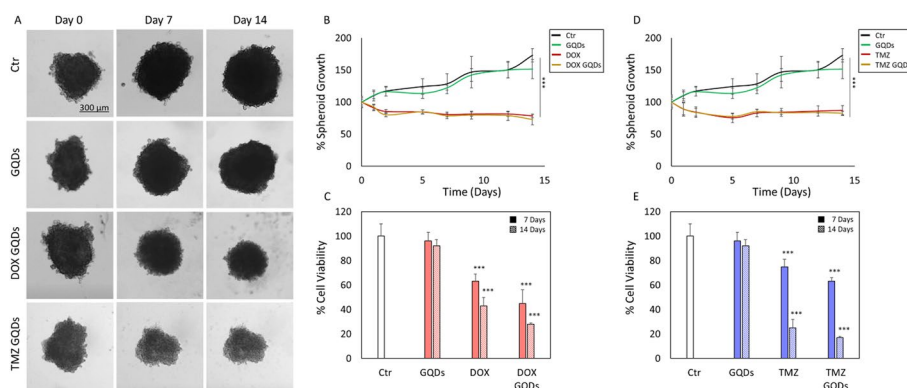 A
Day 0
Day 7
Day 14
Ctr
300 µm
GQDs
DOX GQDs
TMZ GQDs
B
% Spheroid Growth
200
150
100
50
0
0
5
10
15
Time (Days)
Ctr
GQDs
DOX
DOX GQDs
***
D
% Spheroid Growth
200
150
100
50
0
0
5
10
15
Time (Days)
Ctr
GQDs
TMZ
TMZ GQDs
***
C
% Cell Viability
120
100
80
60
40
20
0
7 Days
14 Days
***
***
***
***
Ctr
GQDs
DOX
DOX
GQDs
E
% Cell Viability
120
100
80
60
40
20
0
7 Days
14 Days
***
***
***
***
Ctr
GQDs
TMZ
TMZ
GQDs